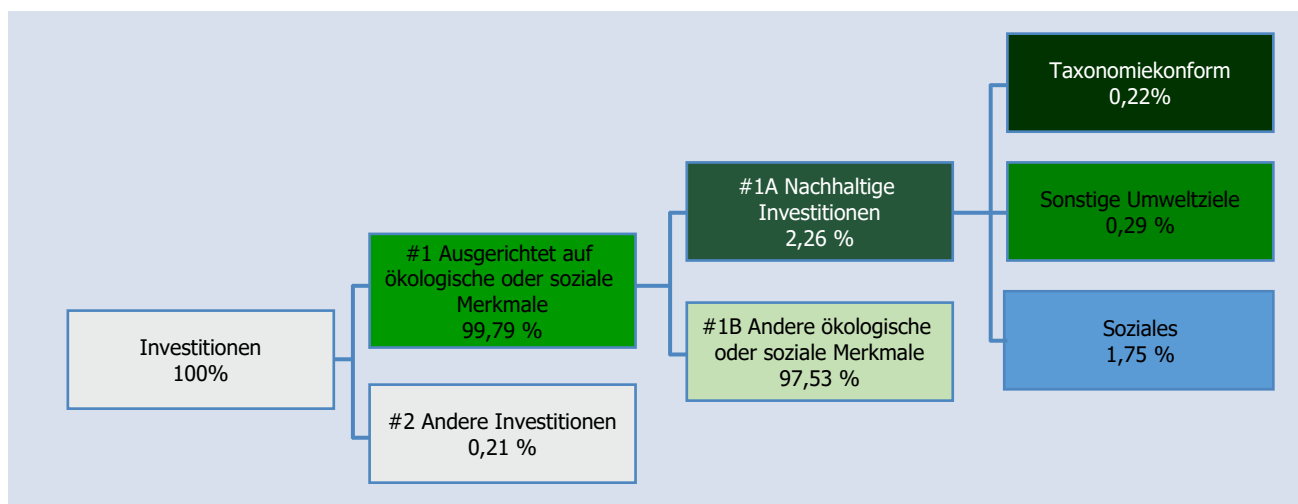 Investitionen
100%
#1 Ausgerichtet auf
ökologische oder soziale
Merkmale
99,79 %
#2 Andere Investitionen
0,21 %
#1A Nachhaltige
Investitionen
2,26 %
#1B Andere ökologische
oder soziale Merkmale
97,53 %
Taxonomiekonform
0,22%
Sonstige Umweltziele
0,29 %
Soziales
1,75 %